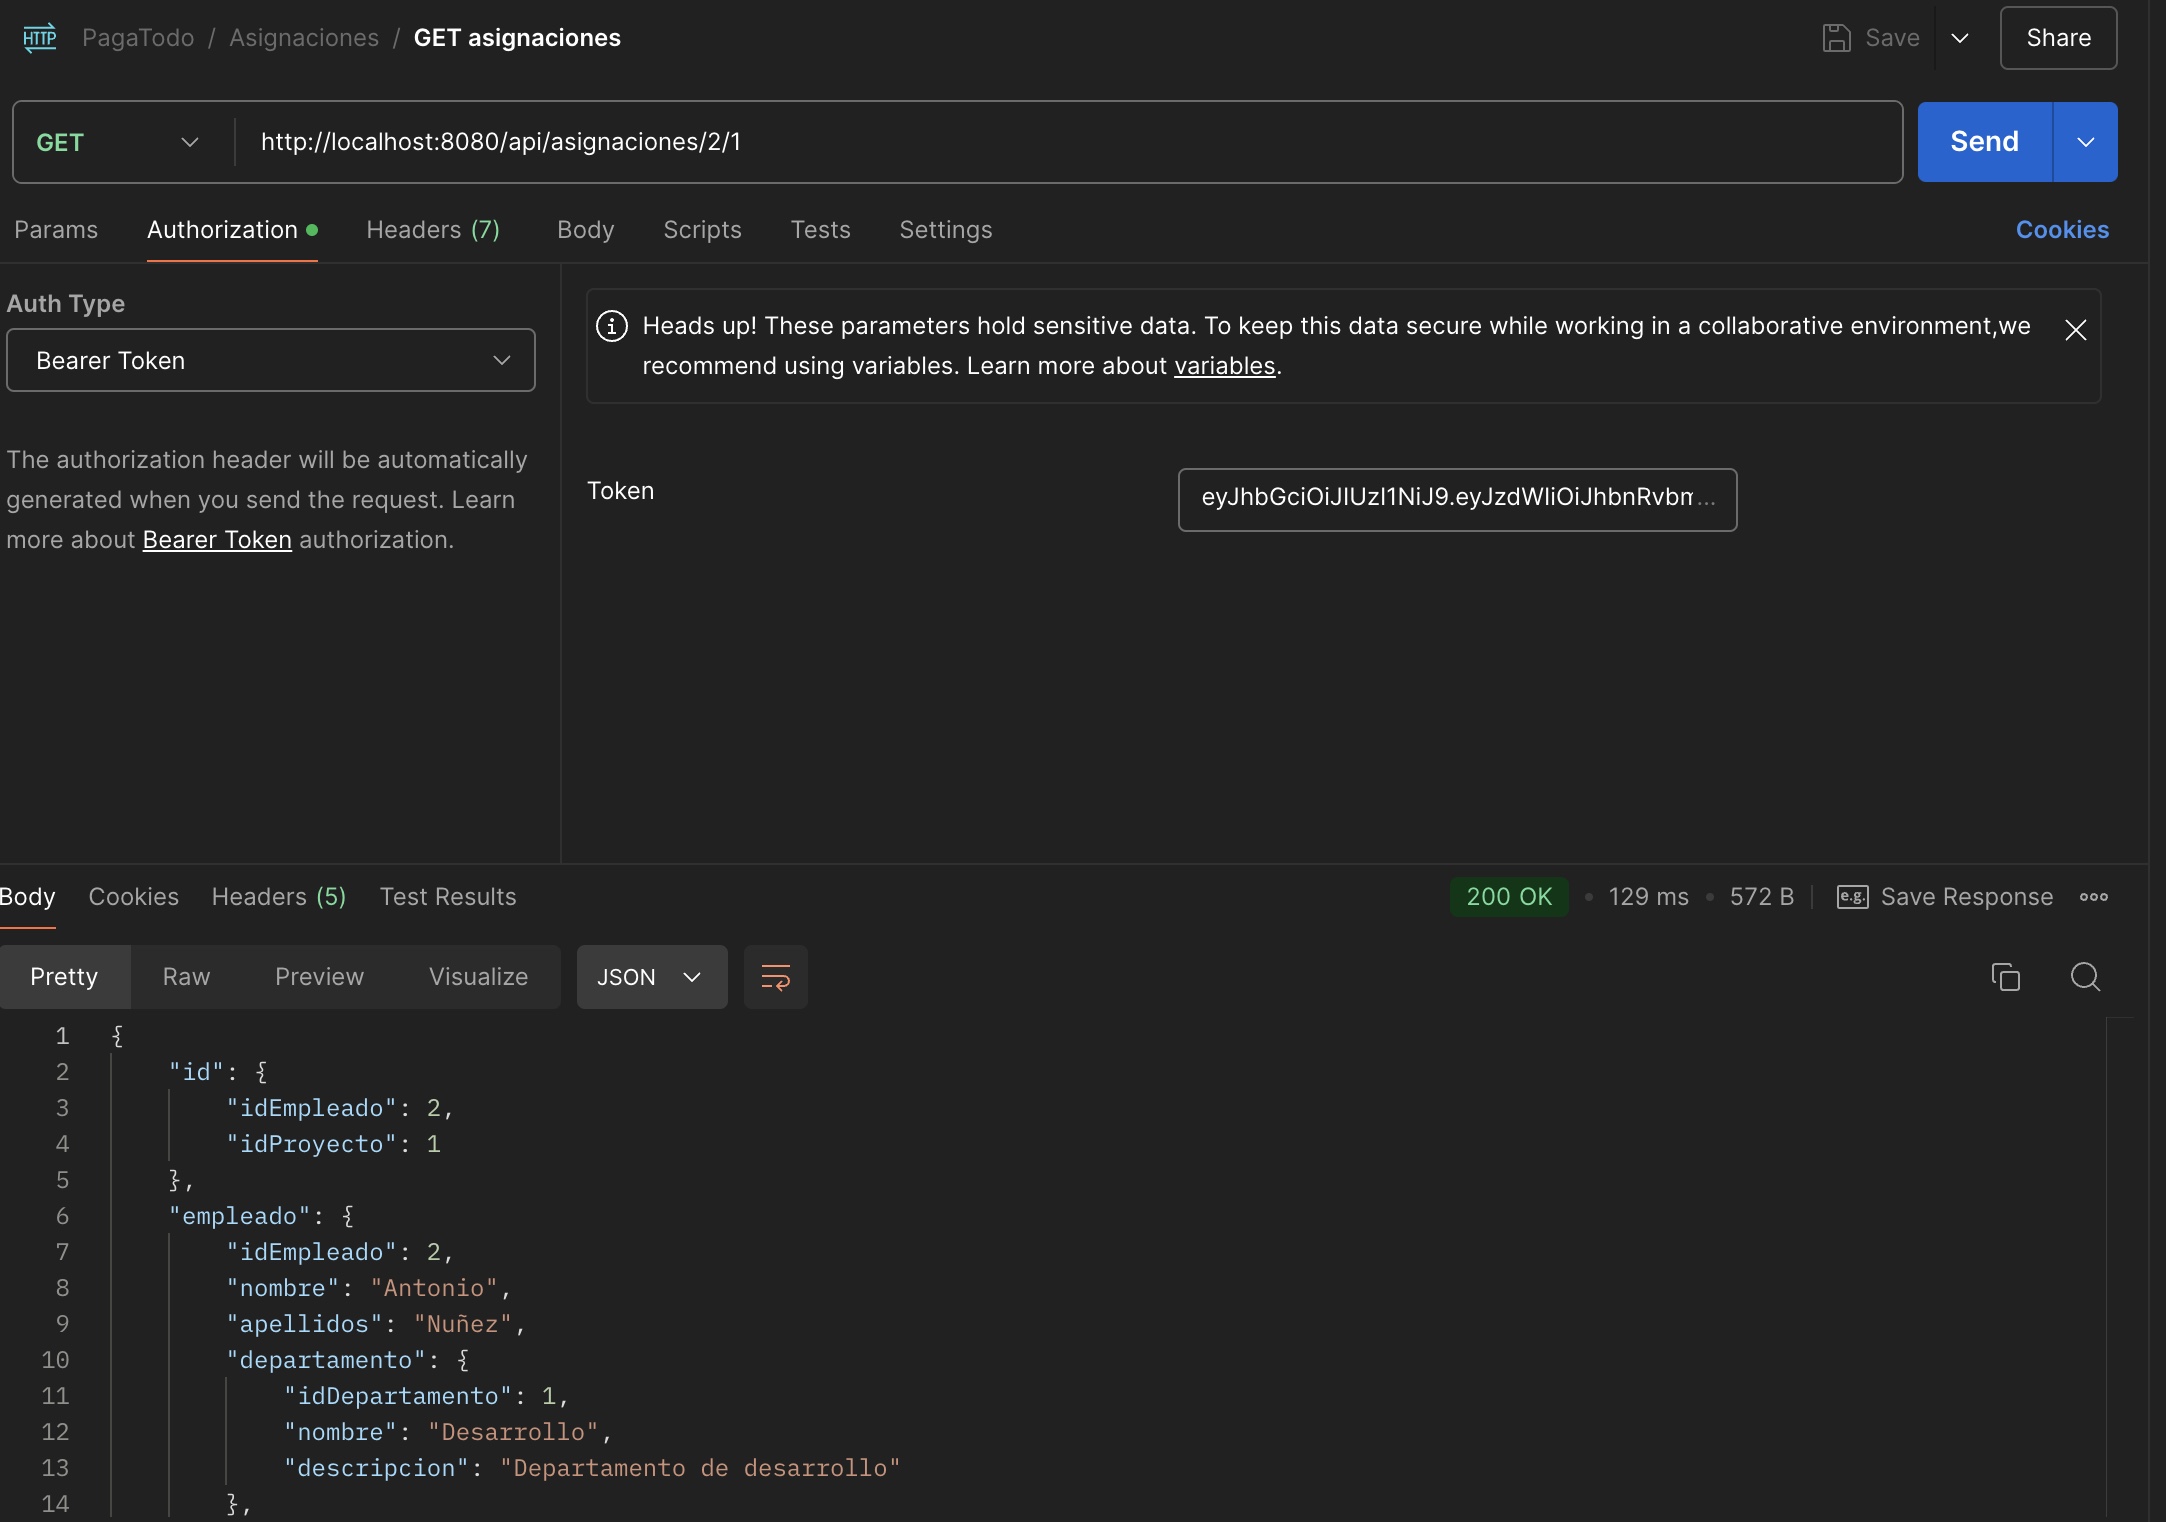 HTTP PagaTodo / Asignaciones / GET asignaciones Save Share
GET http://localhost:8080/api/asignaciones/2/1 Send
Params Authorization Headers (7) Body Scripts Tests Settings Cookies
Auth Type
Bearer Token
The authorization header will be automatically
generated when you send the request. Learn
more about Bearer Token authorization.
Heads up! These parameters hold sensitive data. To keep this data secure while working in a collaborative environment,we
recommend using variables. Learn more about variables.
Token eyJhbGciOiJIUzI1NiJ9.eyJzdWIiOiJhbnRvbm...
Body Cookies Headers (5) Test Results 200 OK • 129 ms • 572 B e.g. Save Response
Pretty Raw Preview Visualize JSON
1 {
2 "id": {
3 "idEmpleado": 2,
4 "idProyecto": 1
5 },
6 "empleado": {
7 "idEmpleado": 2,
8 "nombre": "Antonio",
9 "apellidos": "Nuñez",
10 "departamento": {
11 "idDepartamento": 1,
12 "nombre": "Desarrollo",
13 "descripcion": "Departamento de desarrollo"
14 },